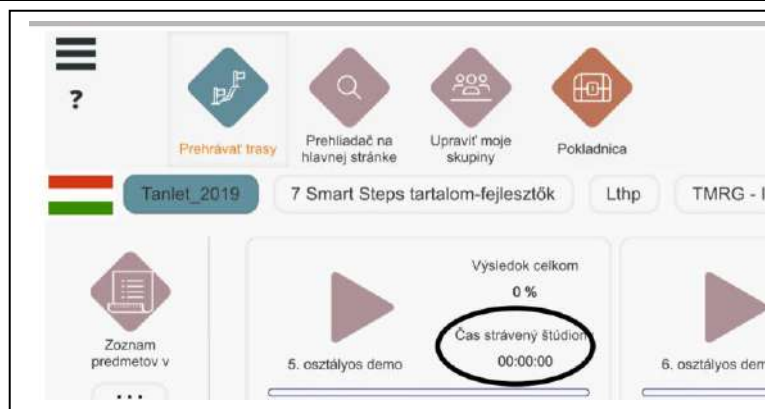 ?
Prehrávať trasy
Prehliadač na
hlavnej stránke
Upraviť moje
skupiny
Pokladnica
Tanlet_2019
7 Smart Steps tartalom-fejlesztők
Lthp
TMRG -
Zoznam
predmetov v
...
5. osztályos demo
Výsledok celkom
0 %
Čas strávený štúdiom
00:00:00
6. osztályos dem